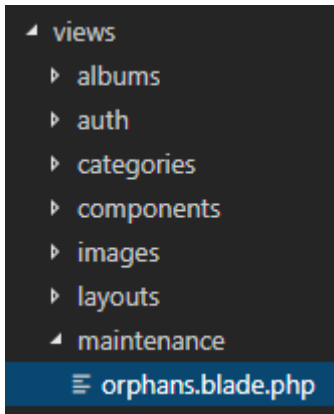 views
albums
auth
categories
components
images
layouts
maintenance
orphans.blade.php